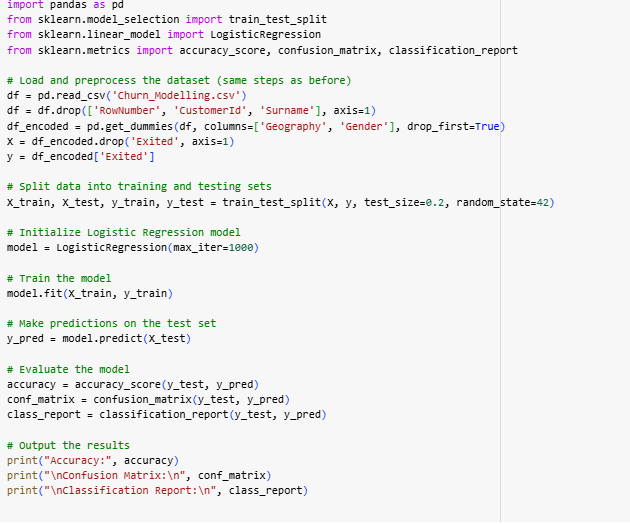 import pandas as pd
from sklearn.model_selection import train_test_split
from sklearn.linear_model import LogisticRegression
from sklearn.metrics import accuracy_score, confusion_matrix, classification_report
# Load and preprocess the dataset (same steps as before)
df = pd.read_csv('Churn_Modelling.csv')
df = df.drop(['RowNumber', 'CustomerId', 'Surname'], axis=1)
df_encoded = pd.get_dummies(df, columns=['Geography', 'Gender'], drop_first=True)
X = df_encoded.drop('Exited', axis=1)
y = df_encoded['Exited']
# Split data into training and testing sets
X_train, X_test, y_train, y_test = train_test_split(X, y, test_size=0.2, random_state=42)
# Initialize Logistic Regression model
model = LogisticRegression(max_iter=1000)
# Train the model
model.fit(X_train, y_train)
# Make predictions on the test set
y_pred = model.predict(X_test)
# Evaluate the model
accuracy = accuracy_score(y_test, y_pred)
conf_matrix = confusion_matrix(y_test, y_pred)
class_report = classification_report(y_test, y_pred)
# Output the results
print("Accuracy:", accuracy)
print("\nConfusion Matrix:\n", conf_matrix)
print("\nClassification Report:\n", class_report)